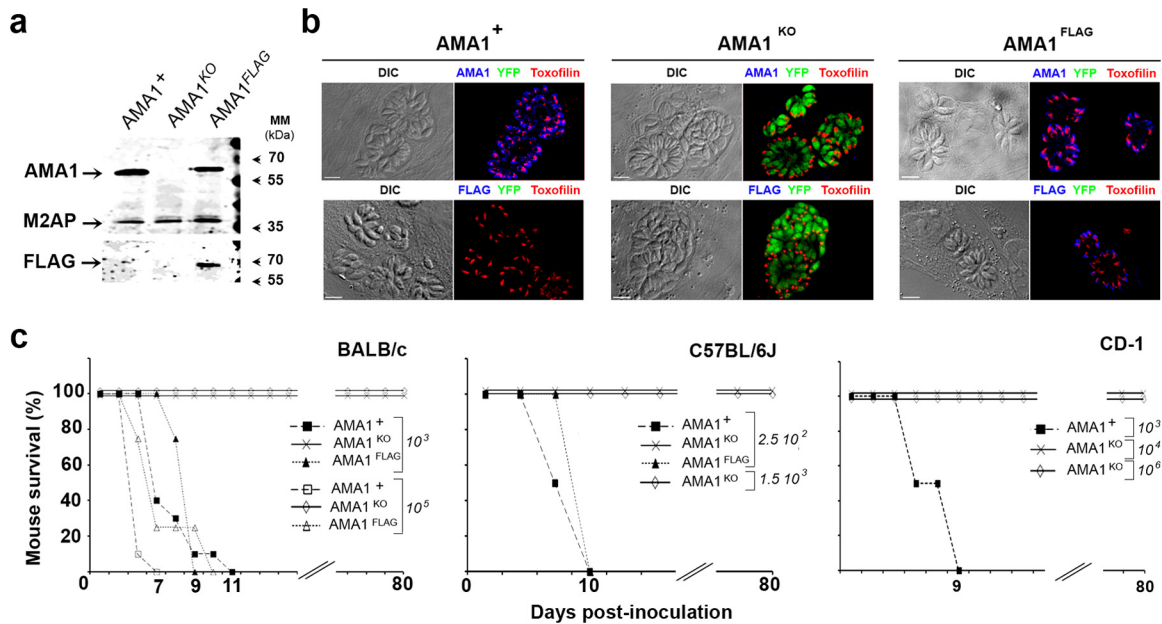 a
AMA1+
AMA1KO
AMA1FLAG
MM
(kDa)
AMA1
70
55
M2AP
35
FLAG
70
55
b
AMA1+
AMA1KO
AMA1FLAG
DIC
AMA1 YFP Toxofilin
DIC
AMA1 YFP Toxofilin
DIC
AMA1 YFP Toxofilin
DIC
FLAG YFP Toxofilin
DIC
FLAG YFP Toxofilin
DIC
FLAG YFP Toxofilin
c
BALB/c
Mouse survival (%)
100
80
60
40
20
0
7
9
11
80
AMA1+
AMA1KO
AMA1FLAG
10³
AMA1+
AMA1KO
AMA1FLAG
10⁵
C57BL/6J
0
10
80
AMA1+
AMA1KO
AMA1FLAG
2.5 10²
AMA1KO
1.5 10³
CD-1
0
9
80
AMA1+ 10³
AMA1KO 10⁴
AMA1KO 10⁶
Days post-inoculation